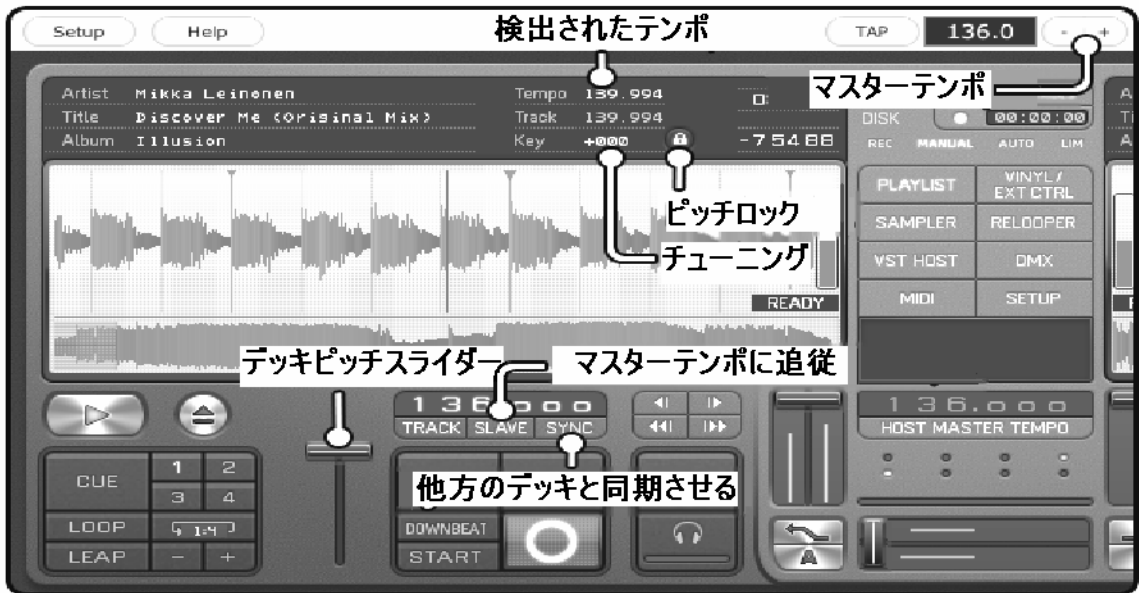 Setup Help 検出されたテンポ TAP 136.0 - +
マスターテンポ
Artist Mikka Leinonen Tempo 139.994
Title Discover Me (Original Mix) Track 139.994
Album Illusion Key +000 -75488
DISK 00:00:00
REC MANUAL AUTO LIM
ピッチロック
チューニング
PLAYLIST VINYL/ EXT CTRL
SAMPLER RELOOPER
VST HOST DMX
MIDI SETUP
READY
デッキピッチスライダー マスターテンポに追従
136.000
TRACK SLAVE SYNC
136.000
HOST MASTER TEMPO
他方のデッキと同期させる
CUE 1 2
3 4
LOOP 1:4
LEAP - +
DOWNBEAT
START
A